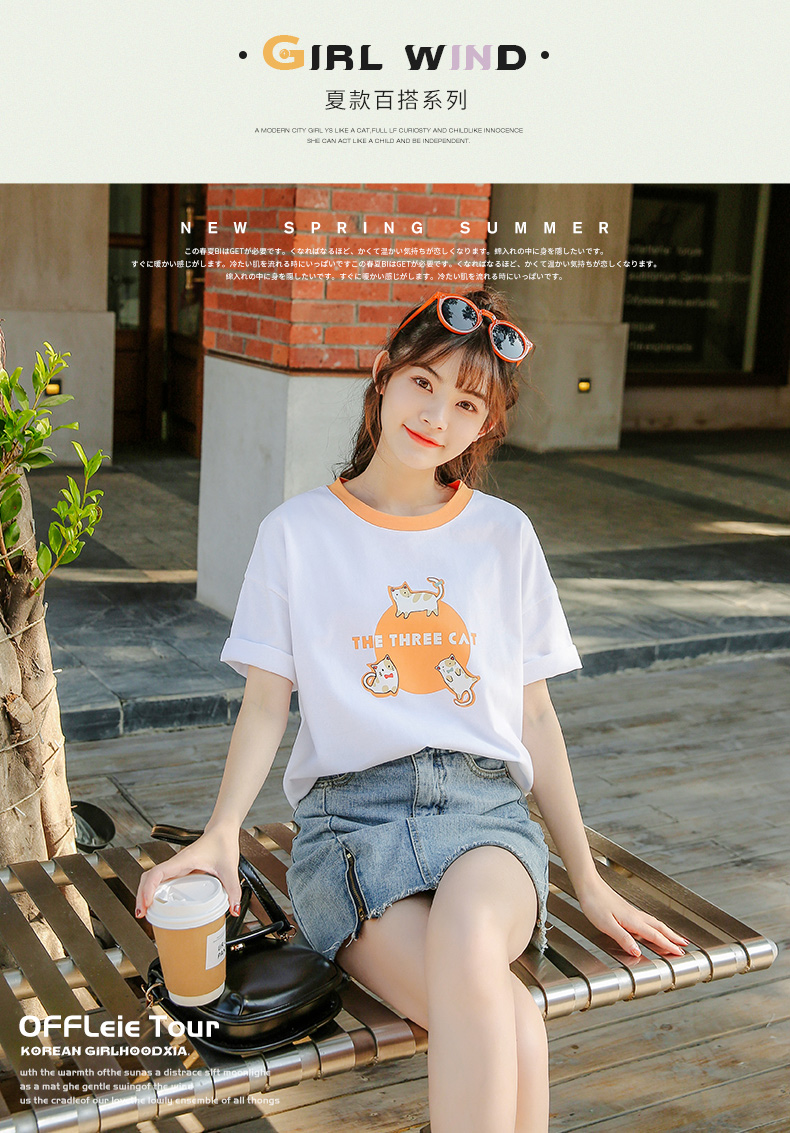 GIRL WIND
夏款百搭系列
A MODERN CITY GIRL YS LIKE A CAT,FULL LF CURIOSTY AND CHILDLIKE INNOCENCE
SHE CAN ACT LIKE A CHILD AND BE INDEPENDENT.
NEW SPRING SUMMER
この春夏BIはGETが必要です。くなればなるほど、かくて温かい気持ちが恋しくなります。綿入れの中に身を隠したいです。
すぐに暖かい感じがします。冷たい肌を流れる時にいっぱいですこの春夏BIはGETが必要です。くなればなるほど、かくて温かい気持ちが恋しくなります。
綿入れの中に身を隠したいです。すぐに暖かい感じがします。冷たい肌を流れる時にいっぱいです。
THE THREE CAT
OFFLeie Tour
KOREAN GIRLHOODXIA.
wth the warmth ofthe sunas a distrace slft moonlighe
as a mat ghe gentle swingof the wind
us the cradleof our love the lowly ensemble of all thongs